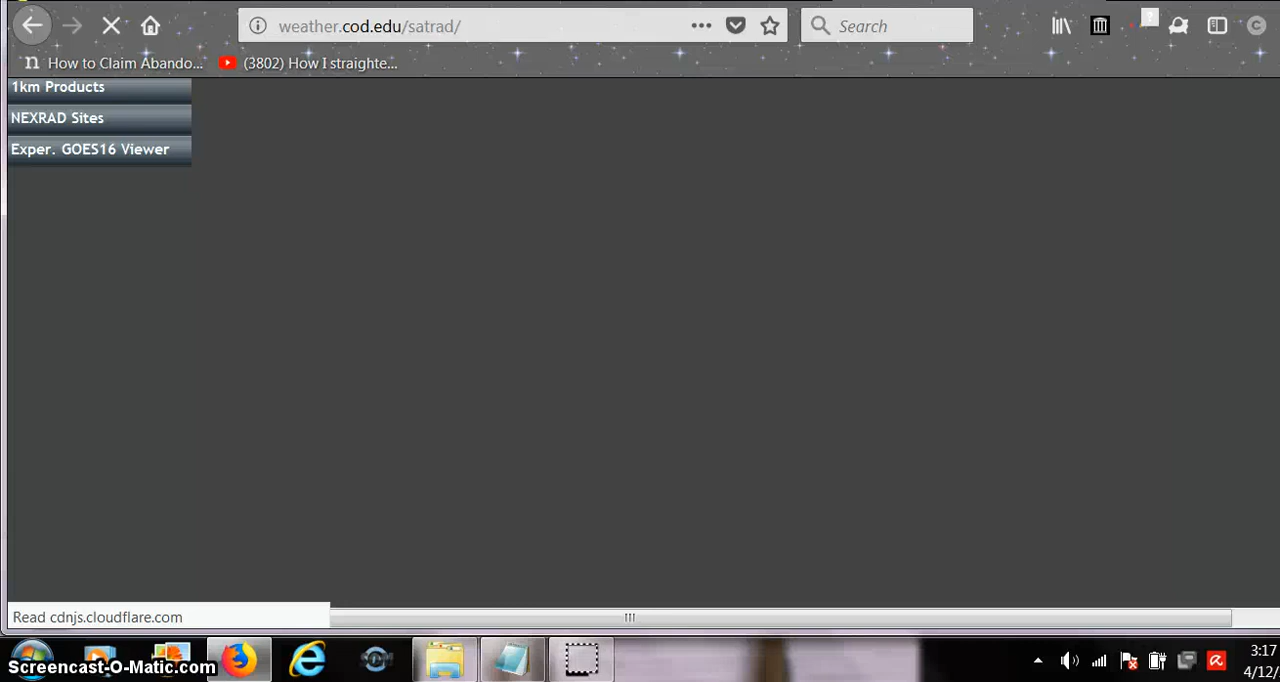 weather.cod.edu/satrad/
Search
How to Claim Abando...
(3802) How I straighte...
1km Products
NEXRAD Sites
Exper. GOES16 Viewer
Read cdnjs.cloudflare.com
3:17
4/12/
Screencast-O-Matic.com